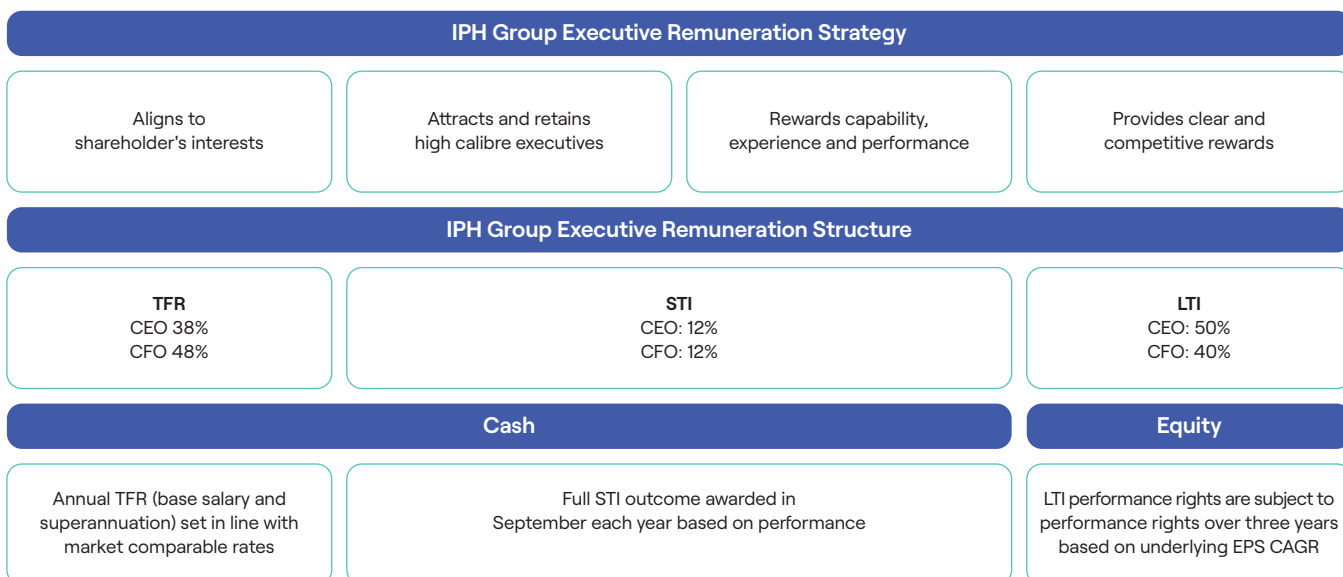 IPH Group Executive Remuneration Strategy
Aligns to
shareholder's interests
Attracts and retains
high calibre executives
Rewards capability,
experience and performance
Provides clear and
competitive rewards
IPH Group Executive Remuneration Structure
TFR
CEO 38%
CFO 48%
STI
CEO: 12%
CFO: 12%
LTI
CEO: 50%
CFO: 40%
Cash
Equity
Annual TFR (base salary and
superannuation) set in line with
market comparable rates
Full STI outcome awarded in
September each year based on performance
LTI performance rights are subject to
performance rights over three years
based on underlying EPS CAGR